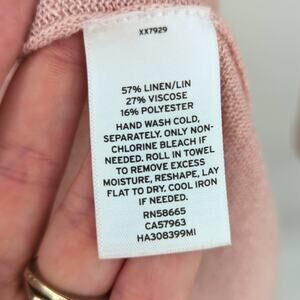 XX7929
57% LINEN/LIN
27% VISCOSE
16% POLYESTER
HAND WASH COLD,
SEPARATELY. ONLY NON-
CHLORINE BLEACH IF
NEEDED. ROLL IN TOWEL
TO REMOVE EXCESS
MOISTURE, RESHAPE, LAY
FLAT TO DRY. COOL IRON
IF NEEDED.
RN58665
CA57963
HA308399MI